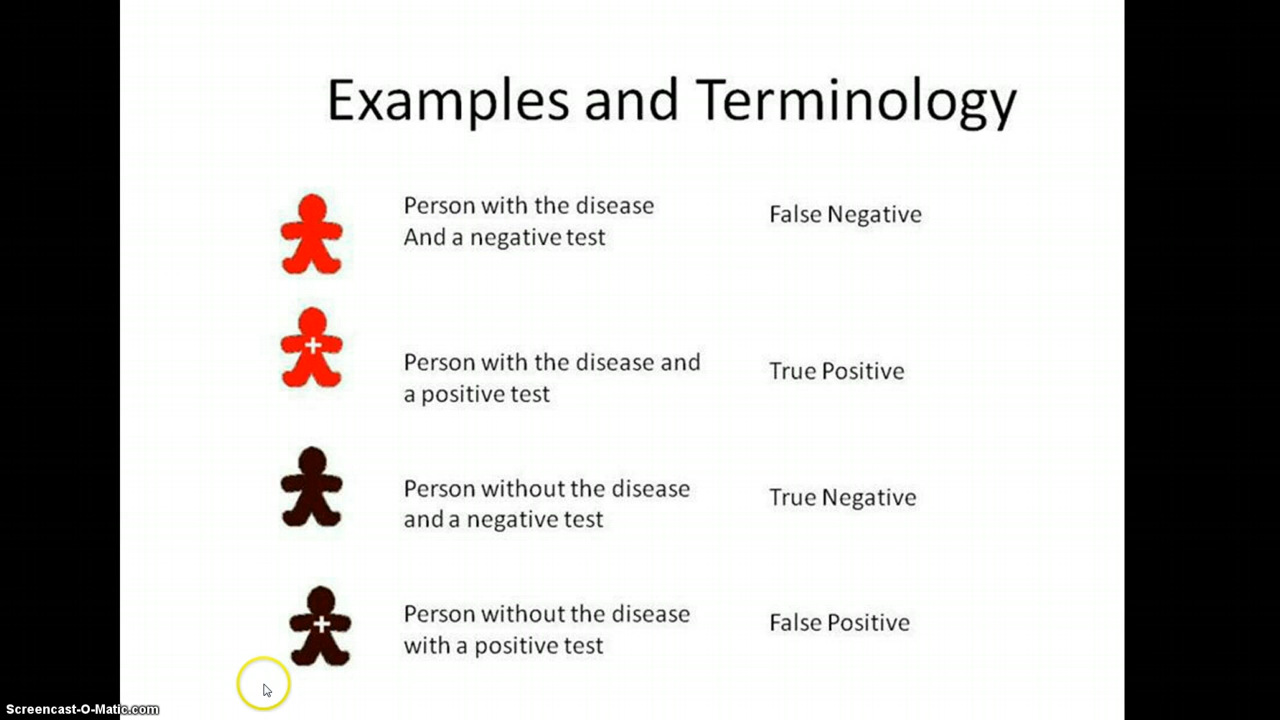 Examples and Terminology
Person with the disease
And a negative test
False Negative
Person with the disease and
a positive test
True Positive
Person without the disease
and a negative test
True Negative
Person without the disease
with a positive test
False Positive
Screencast-O-Matic.com